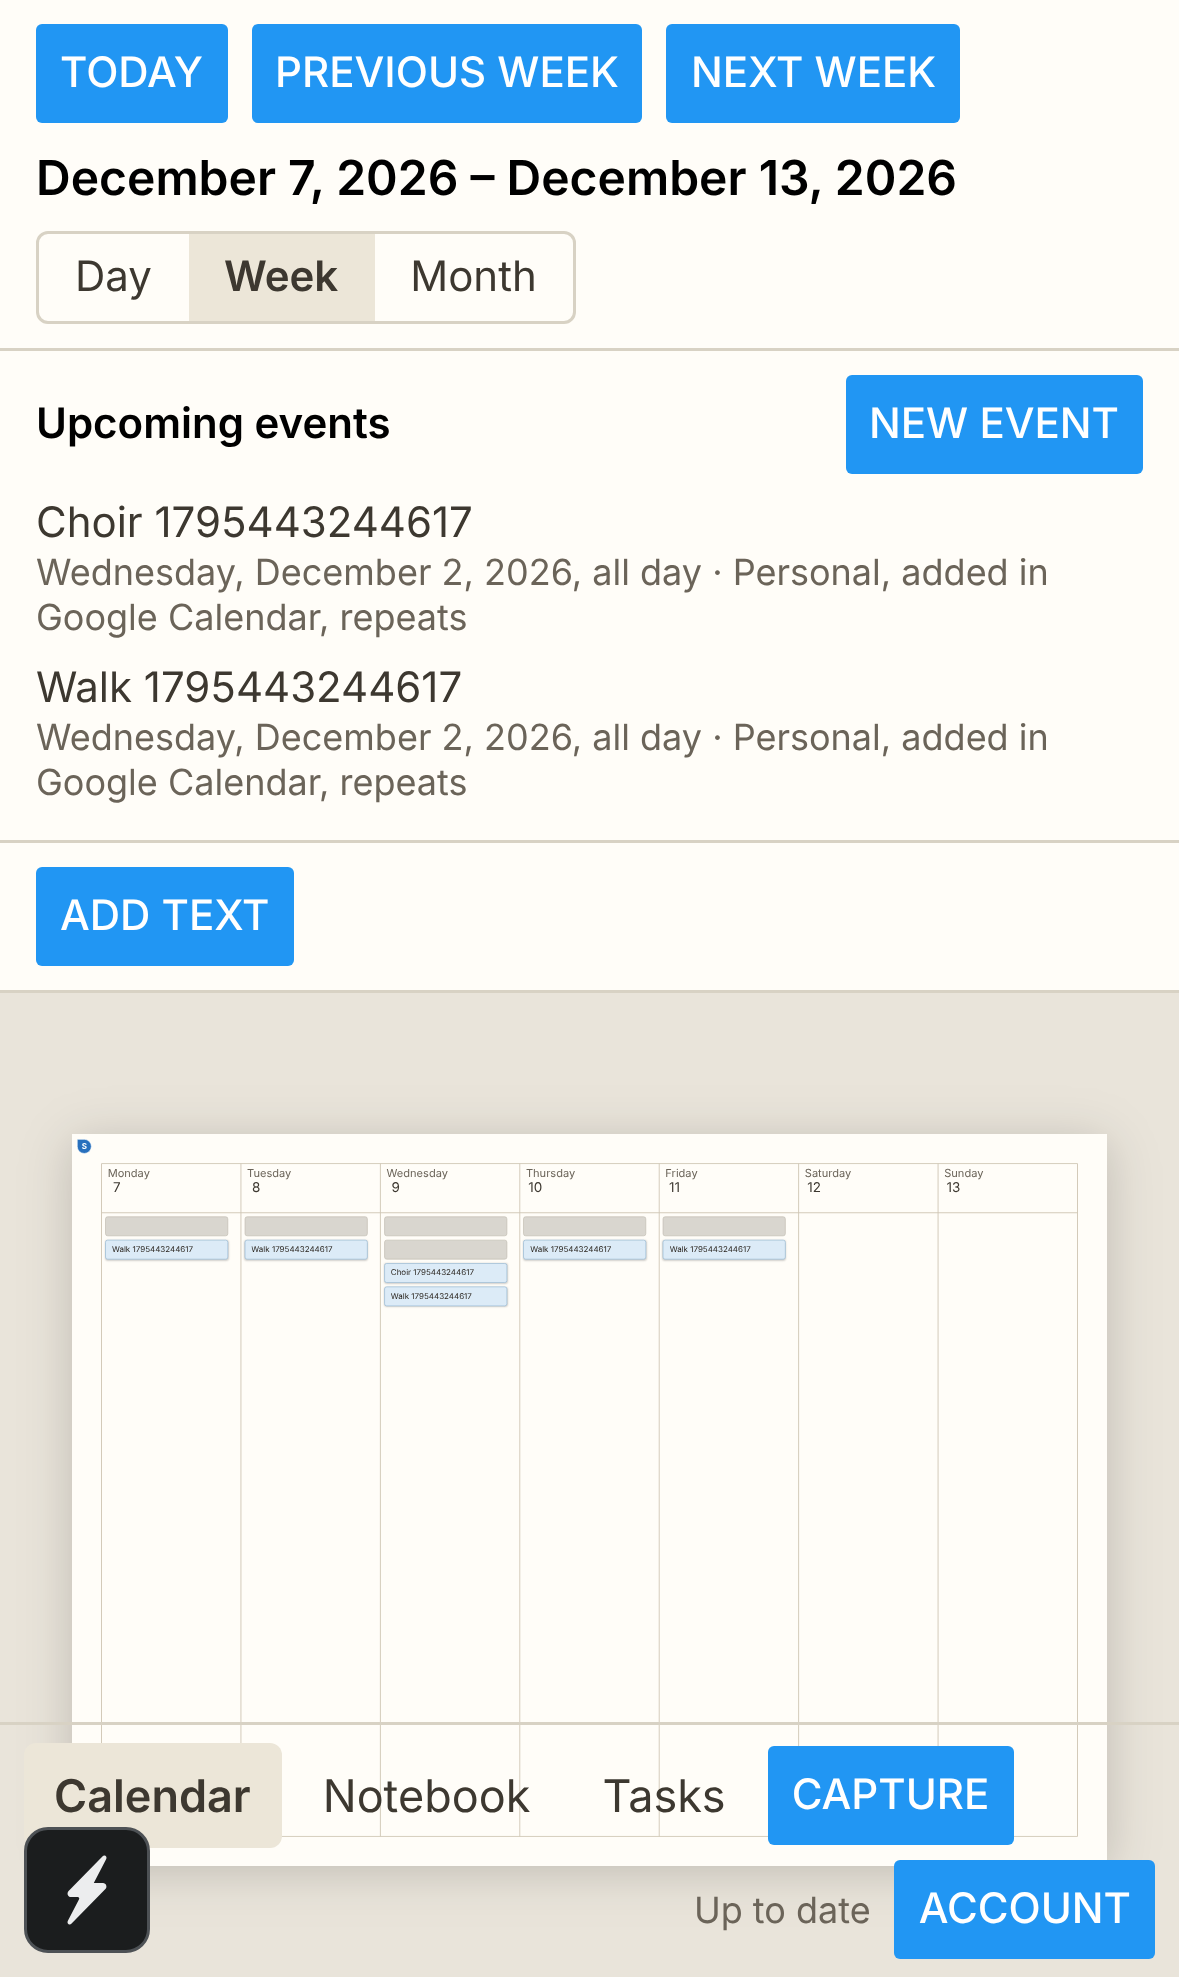 TODAY PREVIOUS WEEK NEXT WEEK
December 7, 2026 – December 13, 2026
Day Week Month
Upcoming events NEW EVENT
Choir 1795443244617
Wednesday, December 2, 2026, all day · Personal, added in
Google Calendar, repeats
Walk 1795443244617
Wednesday, December 2, 2026, all day · Personal, added in
Google Calendar, repeats
ADD TEXT
S
Monday Tuesday Wednesday Thursday Friday Saturday Sunday
7 8 9 10 11 12 13
Walk 1795443244617 Walk 1795443244617 Walk 1795443244617 Walk 1795443244617
Choir 1795443244617
Walk 1795443244617
Calendar Notebook Tasks CAPTURE
Up to date ACCOUNT